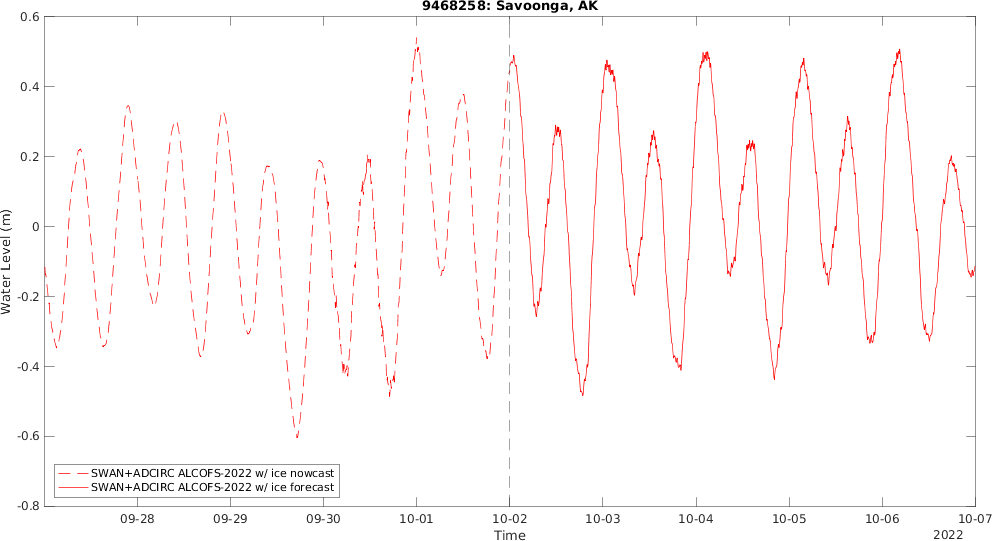 9468258: Savoonga, AK
0.6
0.4
0.2
0
-0.2
-0.4
-0.6
-0.8
Water Level (m)
SWAN+ADCIRC ALCOFS-2022 w/ ice nowcast
SWAN+ADCIRC ALCOFS-2022 w/ ice forecast
09-28 09-29 09-30 10-01 10-02 10-03 10-04 10-05 10-06 10-07
Time
2022